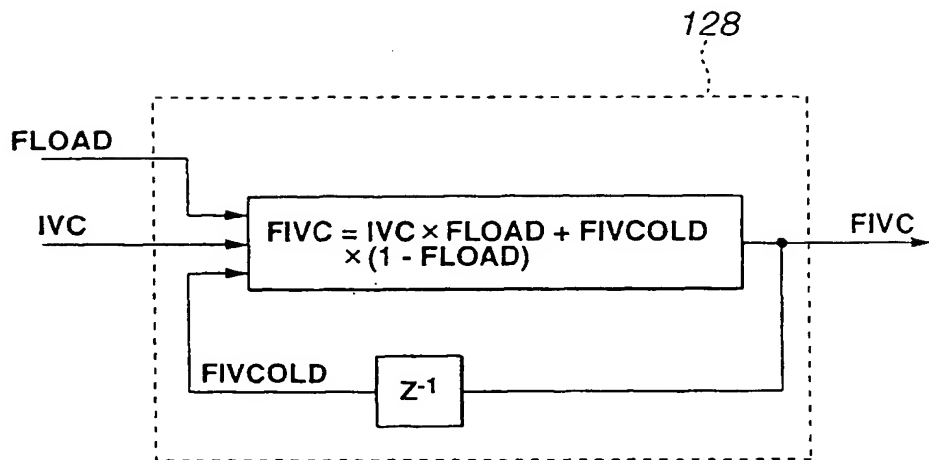 128
FLOAD
IVC
FIVC = IVC × FLOAD + FIVCOLD
× (1 - FLOAD)
FIVC
FIVCOLD
Z-1